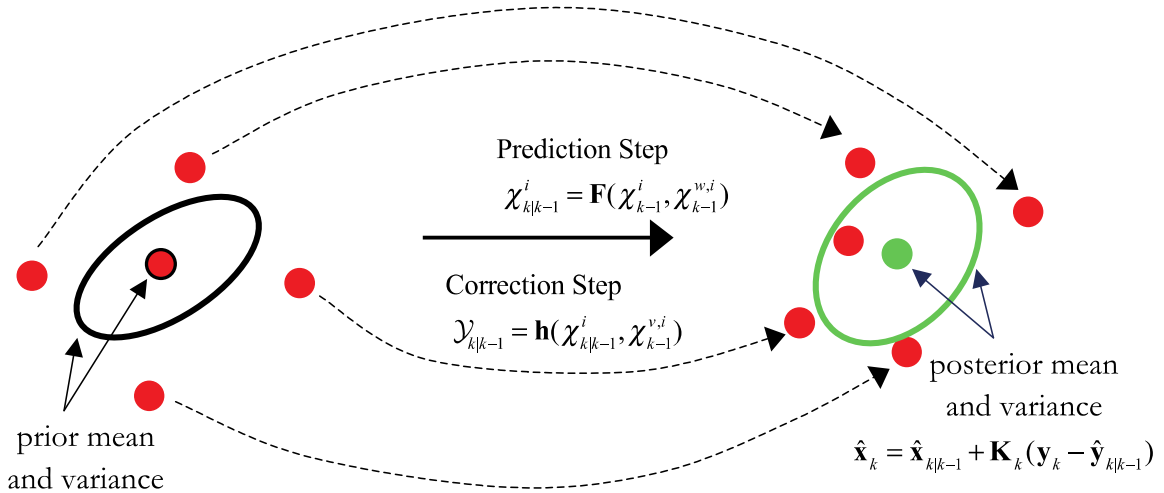 Prediction Step
χ^i_{k|k−1} = F(χ^i_{k−1}, χ^{w,i}_{k−1})
Correction Step
𝒴_{k|k−1} = h(χ^i_{k|k−1}, χ^{v,i}_{k−1})
prior mean
and variance
posterior mean
and variance
x̂_k = x̂_{k|k−1} + K_k(y_k − ŷ_{k|k−1})